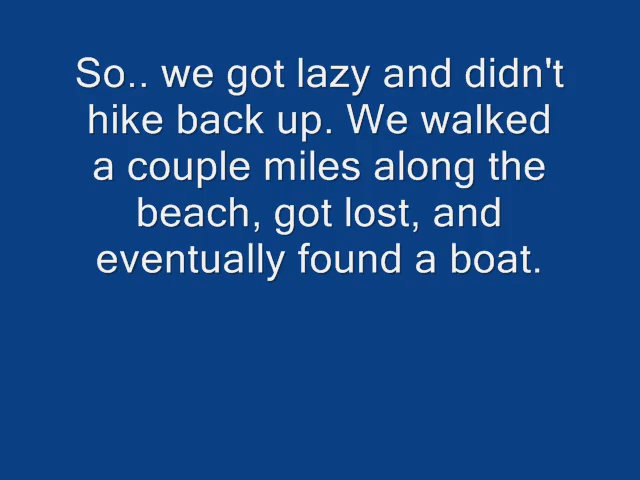 So.. we got lazy and didn't
hike back up. We walked
a couple miles along the
beach, got lost, and
eventually found a boat.